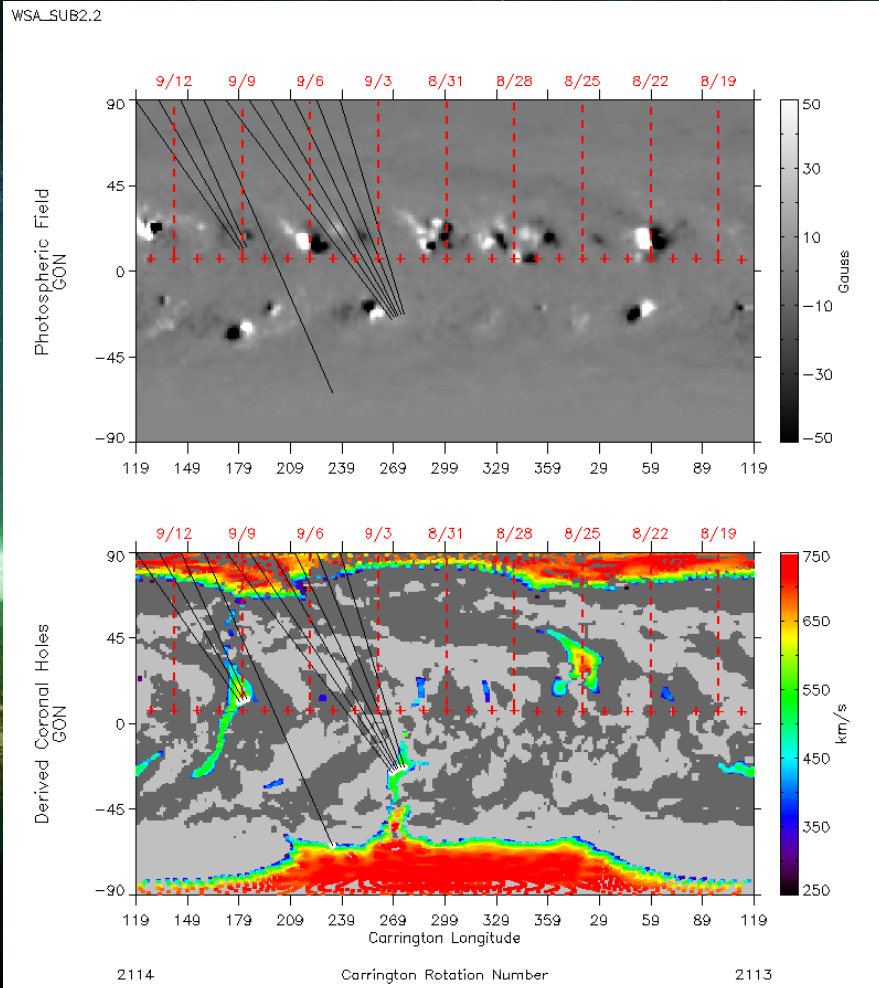 WSA_SUB2.2
9/12 9/9 9/6 9/3 8/31 8/28 8/25 8/22 8/19
90 45 0 −45 −90
Photospheric Field
GON
119 149 179 209 239 269 299 329 359 29 59 89 119
50 30 10 −10 −30 −50
Gauss
9/12 9/9 9/6 9/3 8/31 8/28 8/25 8/22 8/19
90 45 0 −45 −90
Derived Coronal Holes
GON
119 149 179 209 239 269 299 329 359 29 59 89 119
Carrington Longitude
750 650 550 450 350 250
km/s
2114 Carrington Rotation Number 2113